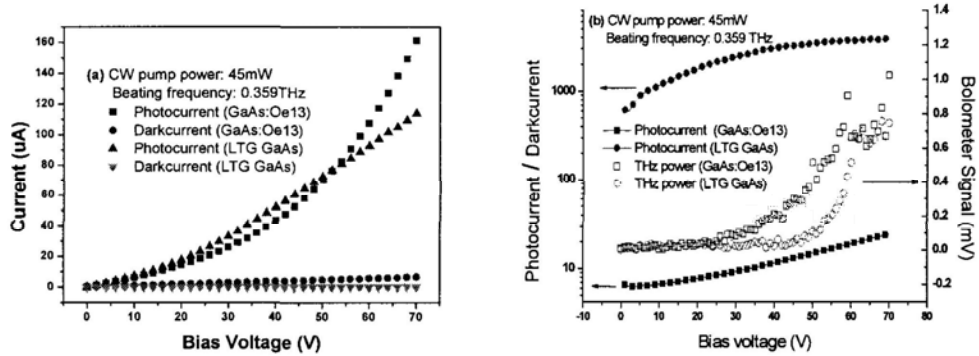 160
140
120
100
80
60
40
20
0
Current (uA)
(a) CW pump power: 45mW
Beating frequency: 0.359THz
Photocurrent (GaAs:Oe13)
Darkcurrent (GaAs:Oe13)
Photocurrent (LTG GaAs)
Darkcurrent (LTG GaAs)
0 10 20 30 40 50 60 70
Bias Voltage (V)
(b) CW pump power: 45mW
Beating frequency: 0.359 THz
1000
100
10
Photocurrent / Darkcurrent
Photocurrent (GaAs:Oe13)
Photocurrent (LTG GaAs)
THz power (GaAs:Oe13)
THz power (LTG GaAs)
1.4
1.2
1.0
0.8
0.6
0.4
0.2
0.0
-0.2
Bolometer Signal (mV)
-10 0 10 20 30 40 50 60 70 80
Bias voltage (V)